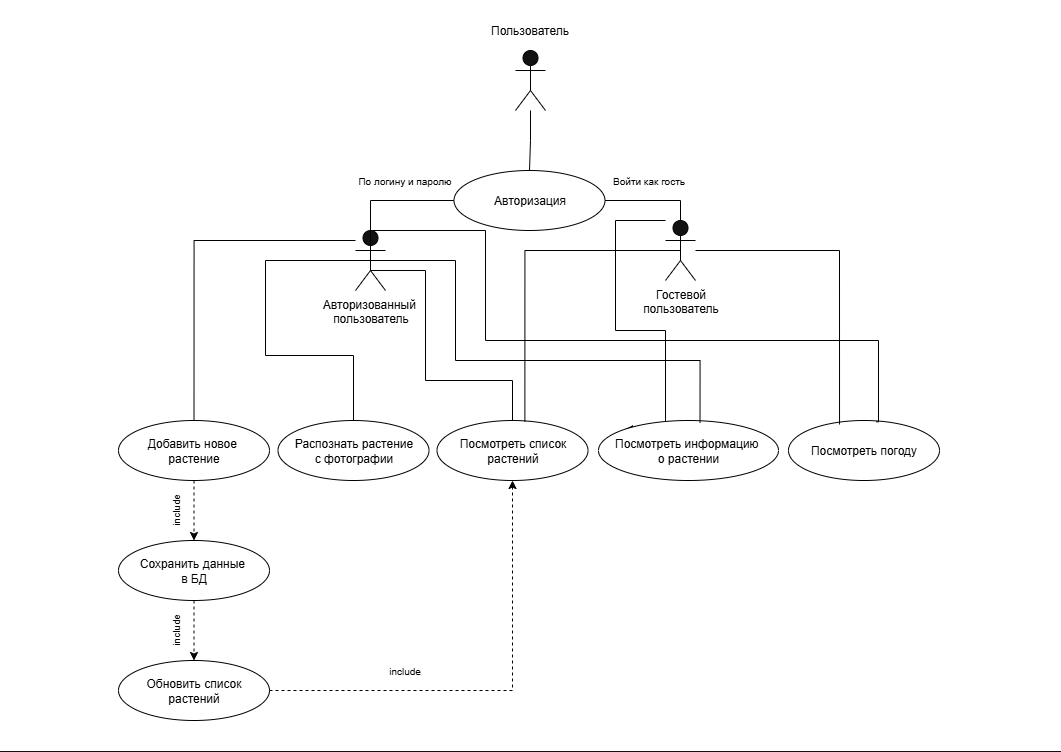 Пользователь
По логину и паролю
Войти как гость
Авторизация
Авторизованный
пользователь
Гостевой
пользователь
Добавить новое
растение
Распознать растение
с фотографии
Посмотреть список
растений
Посмотреть информацию
о растении
Посмотреть погоду
include
Сохранить данные
в БД
include
Обновить список
растений
include